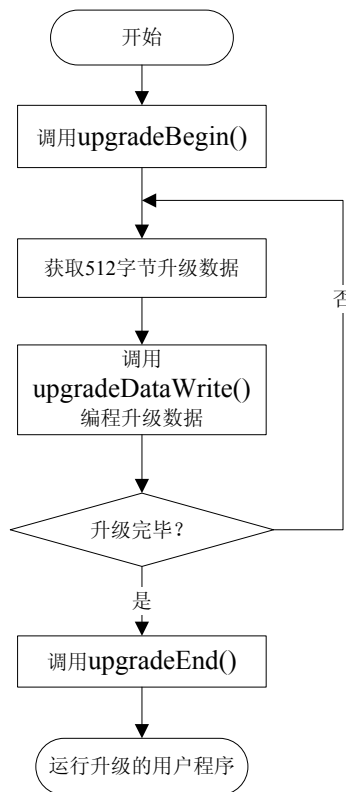 开始
调用upgradeBegin()
获取512字节升级数据
否
调用
upgradeDataWrite()
编程升级数据
升级完毕？
是
调用upgradeEnd()
运行升级的用户程序